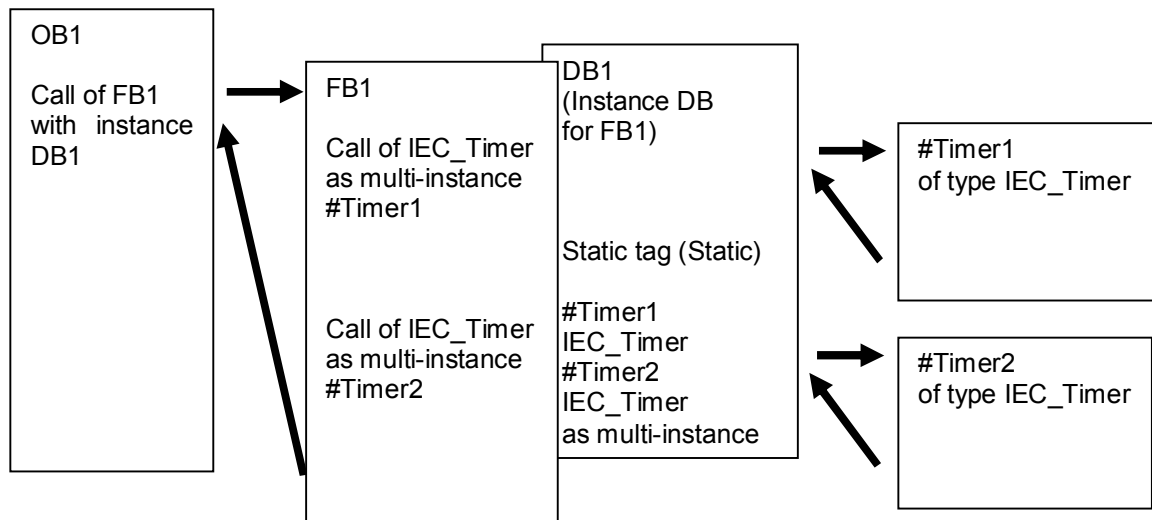 OB1
Call of FB1
with instance
DB1
FB1
Call of IEC_Timer
as multi-instance
#Timer1
Call of IEC_Timer
as multi-instance
#Timer2
DB1
(Instance DB
for FB1)
Static tag (Static)
#Timer1
IEC_Timer
#Timer2
IEC_Timer
as multi-instance
#Timer1
of type IEC_Timer
#Timer2
of type IEC_Timer